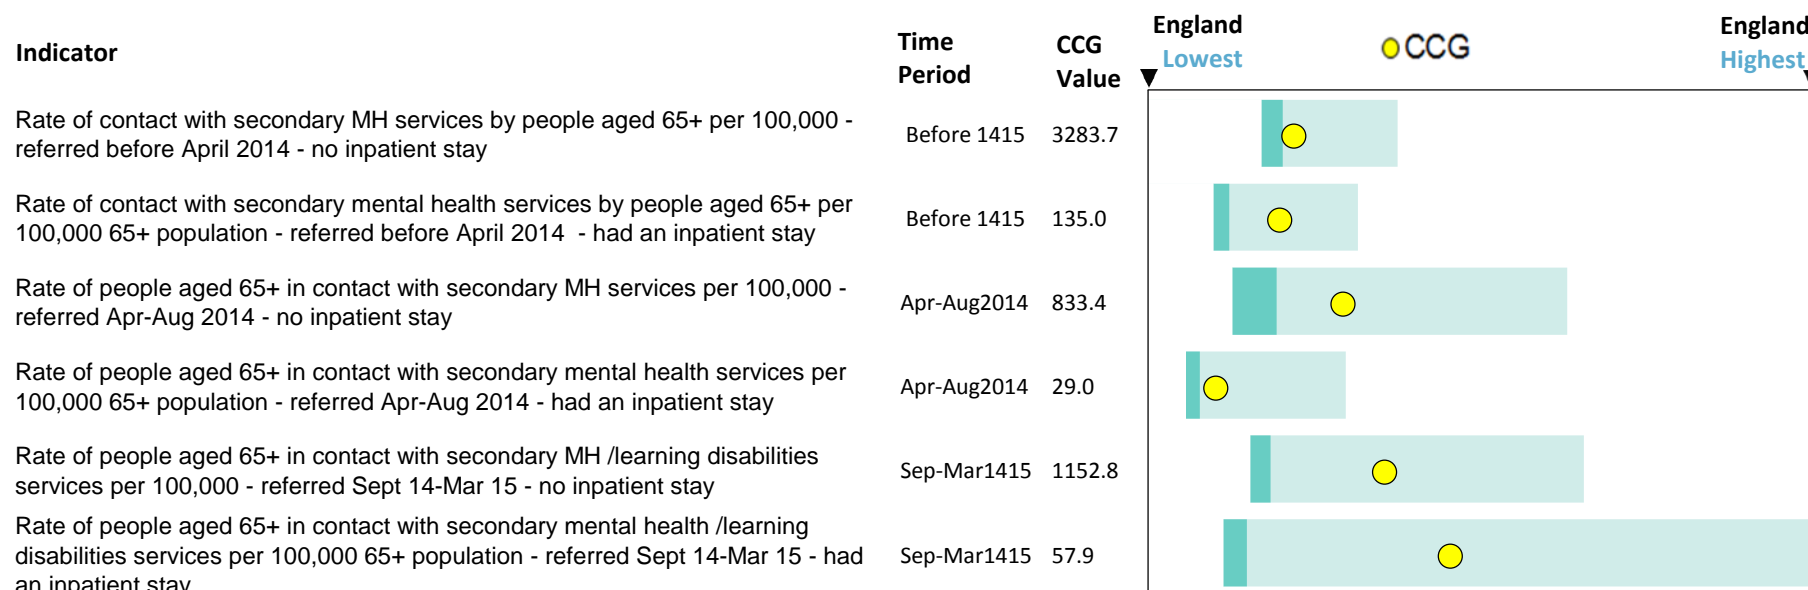 Indicator
Time Period
CCG Value
England Lowest
CCG
England Highest
Rate of contact with secondary MH services by people aged 65+ per 100,000 -
referred before April 2014 - no inpatient stay
Before 1415
3283.7
Rate of contact with secondary mental health services by people aged 65+ per
100,000 65+ population - referred before April 2014  - had an inpatient stay
Before 1415
135.0
Rate of people aged 65+ in contact with secondary MH services per 100,000 -
referred Apr-Aug 2014 - no inpatient stay
Apr-Aug2014
833.4
Rate of people aged 65+ in contact with secondary mental health services per
100,000 65+ population - referred Apr-Aug 2014 - had an inpatient stay
Apr-Aug2014
29.0
Rate of people aged 65+ in contact with secondary MH /learning disabilities
services per 100,000 - referred Sept 14-Mar 15 - no inpatient stay
Sep-Mar1415
1152.8
Rate of people aged 65+ in contact with secondary mental health /learning
disabilities services per 100,000 65+ population - referred Sept 14-Mar 15 - had
an inpatient stay
Sep-Mar1415
57.9